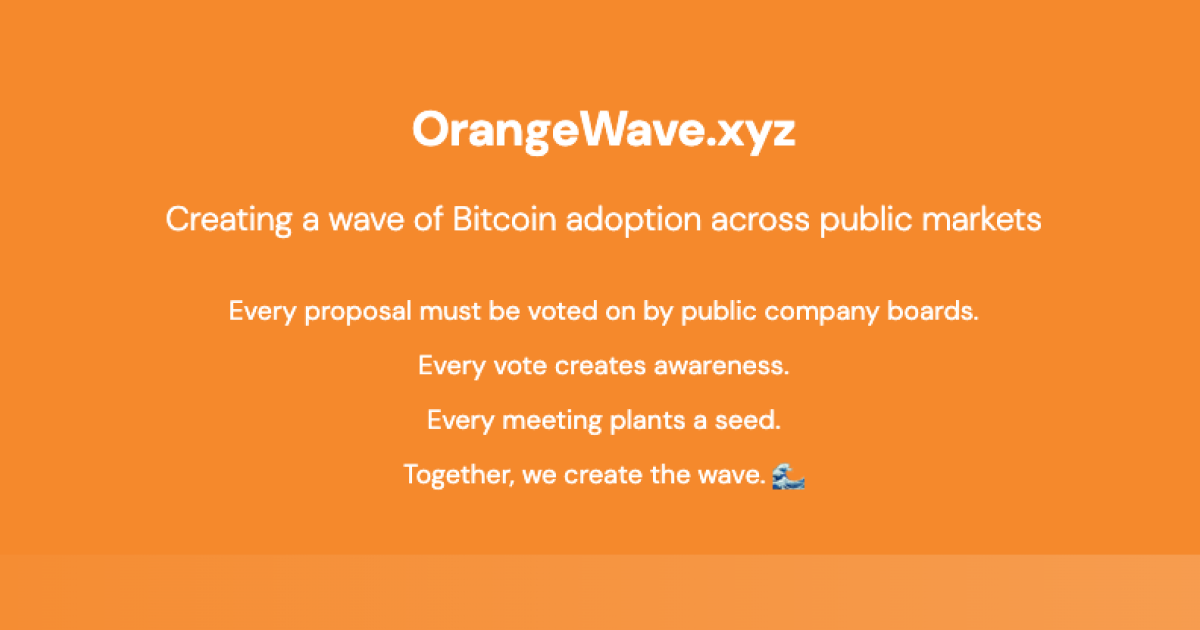 OrangeWave.xyz
Creating a wave of Bitcoin adoption across public markets
Every proposal must be voted on by public company boards.
Every vote creates awareness.
Every meeting plants a seed.
Together, we create the wave. 🌊